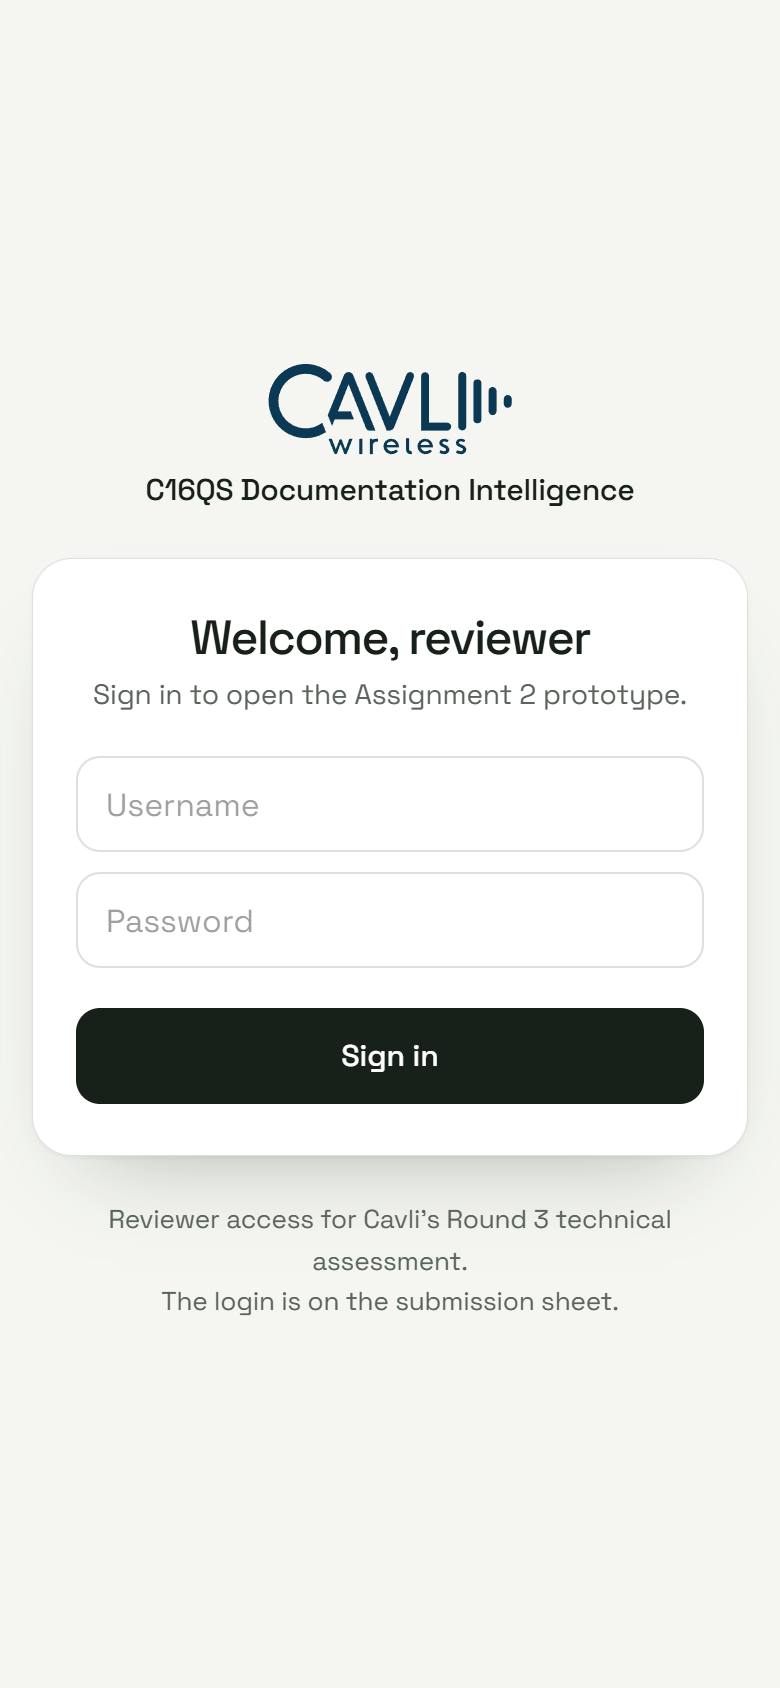 CAVLI
wireless
C16QS Documentation Intelligence
Welcome, reviewer
Sign in to open the Assignment 2 prototype.
Username
Password
Sign in
Reviewer access for Cavli’s Round 3 technical
assessment.
The login is on the submission sheet.